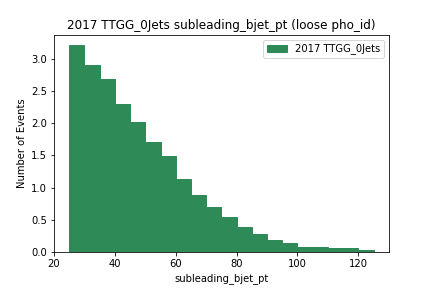 2017 TTGG_0Jets subleading_bjet_pt (loose pho_id)
2017 TTGG_0Jets
Number of Events
3.0
2.5
2.0
1.5
1.0
0.5
0.0
20 40 60 80 100 120
subleading_bjet_pt